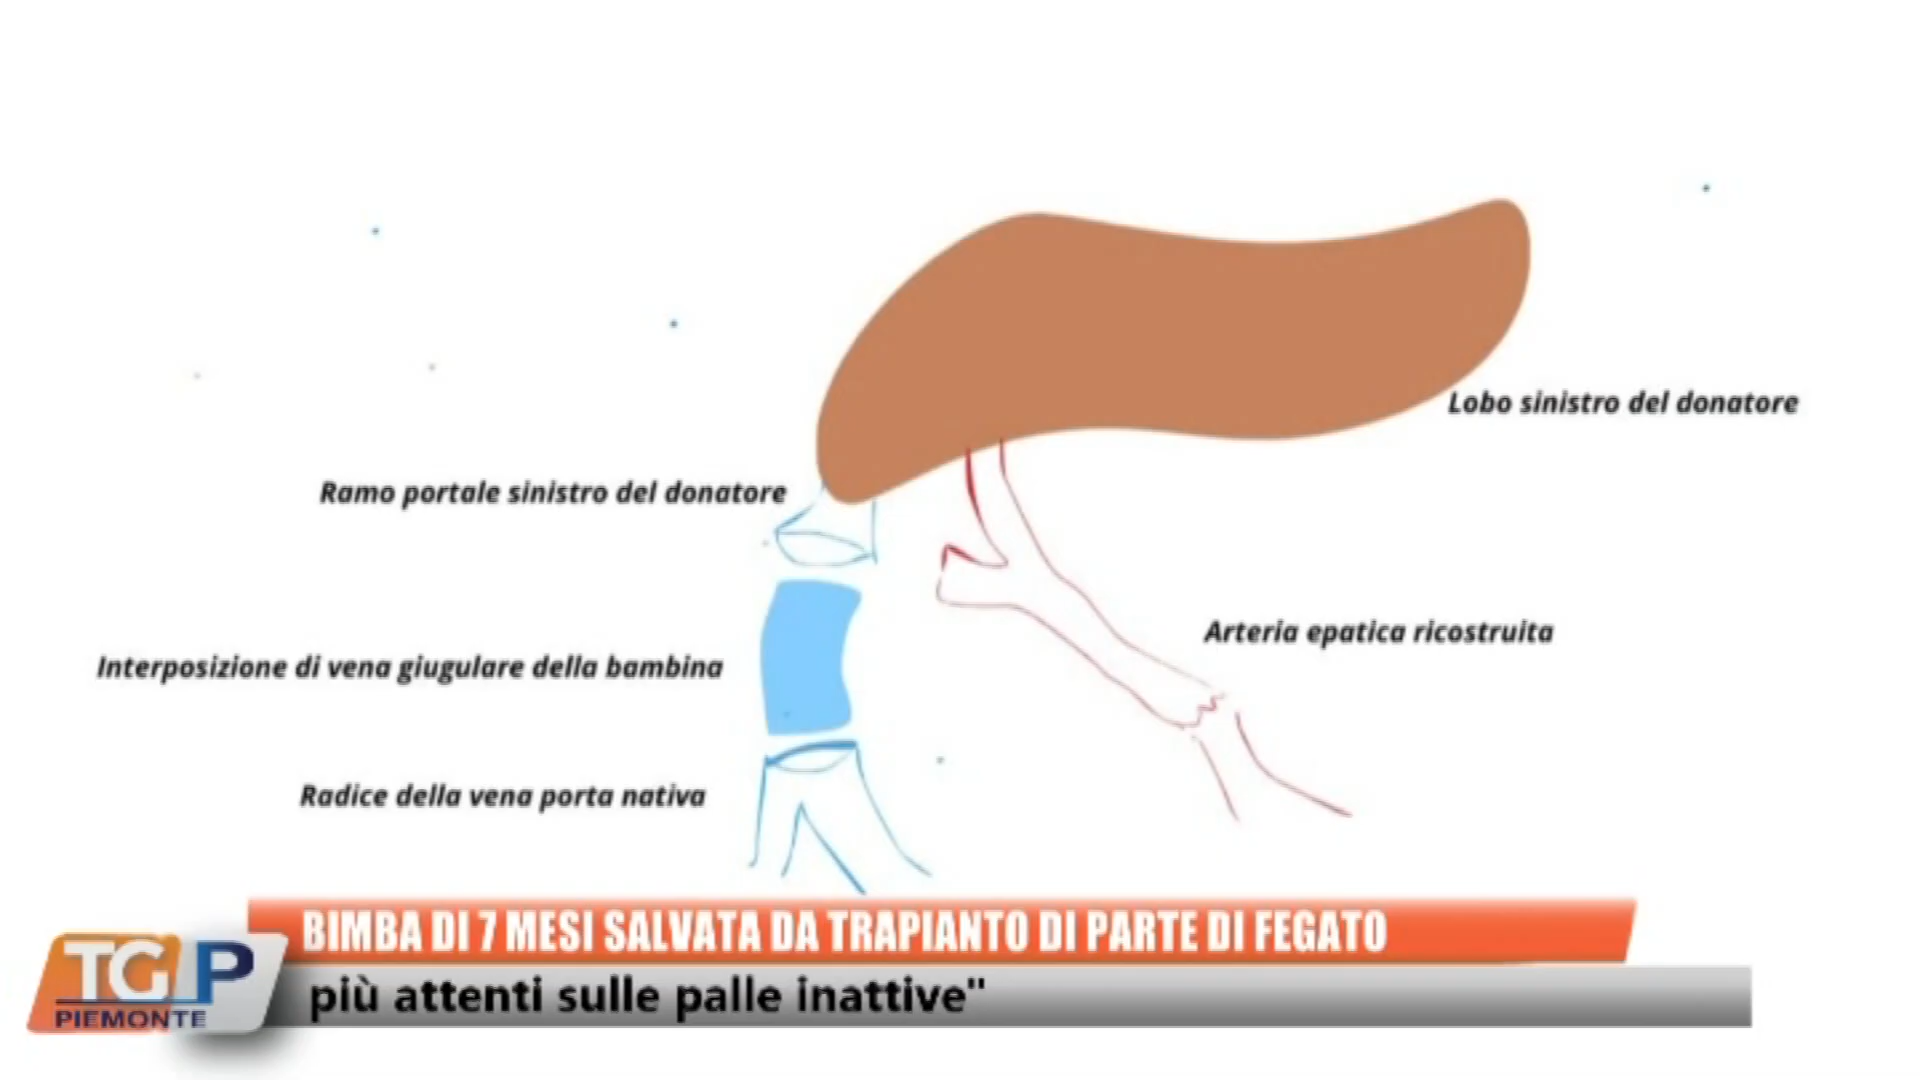 Lobo sinistro del donatore
Ramo portale sinistro del donatore
Arteria epatica ricostruita
Interposizione di vena giugulare della bambina
Radice della vena porta nativa
BIMBA DI 7 MESI SALVATA DA TRAPIANTO DI PARTE DI FEGATO
più attenti sulle palle inattive"
TGP
PIEMONTE